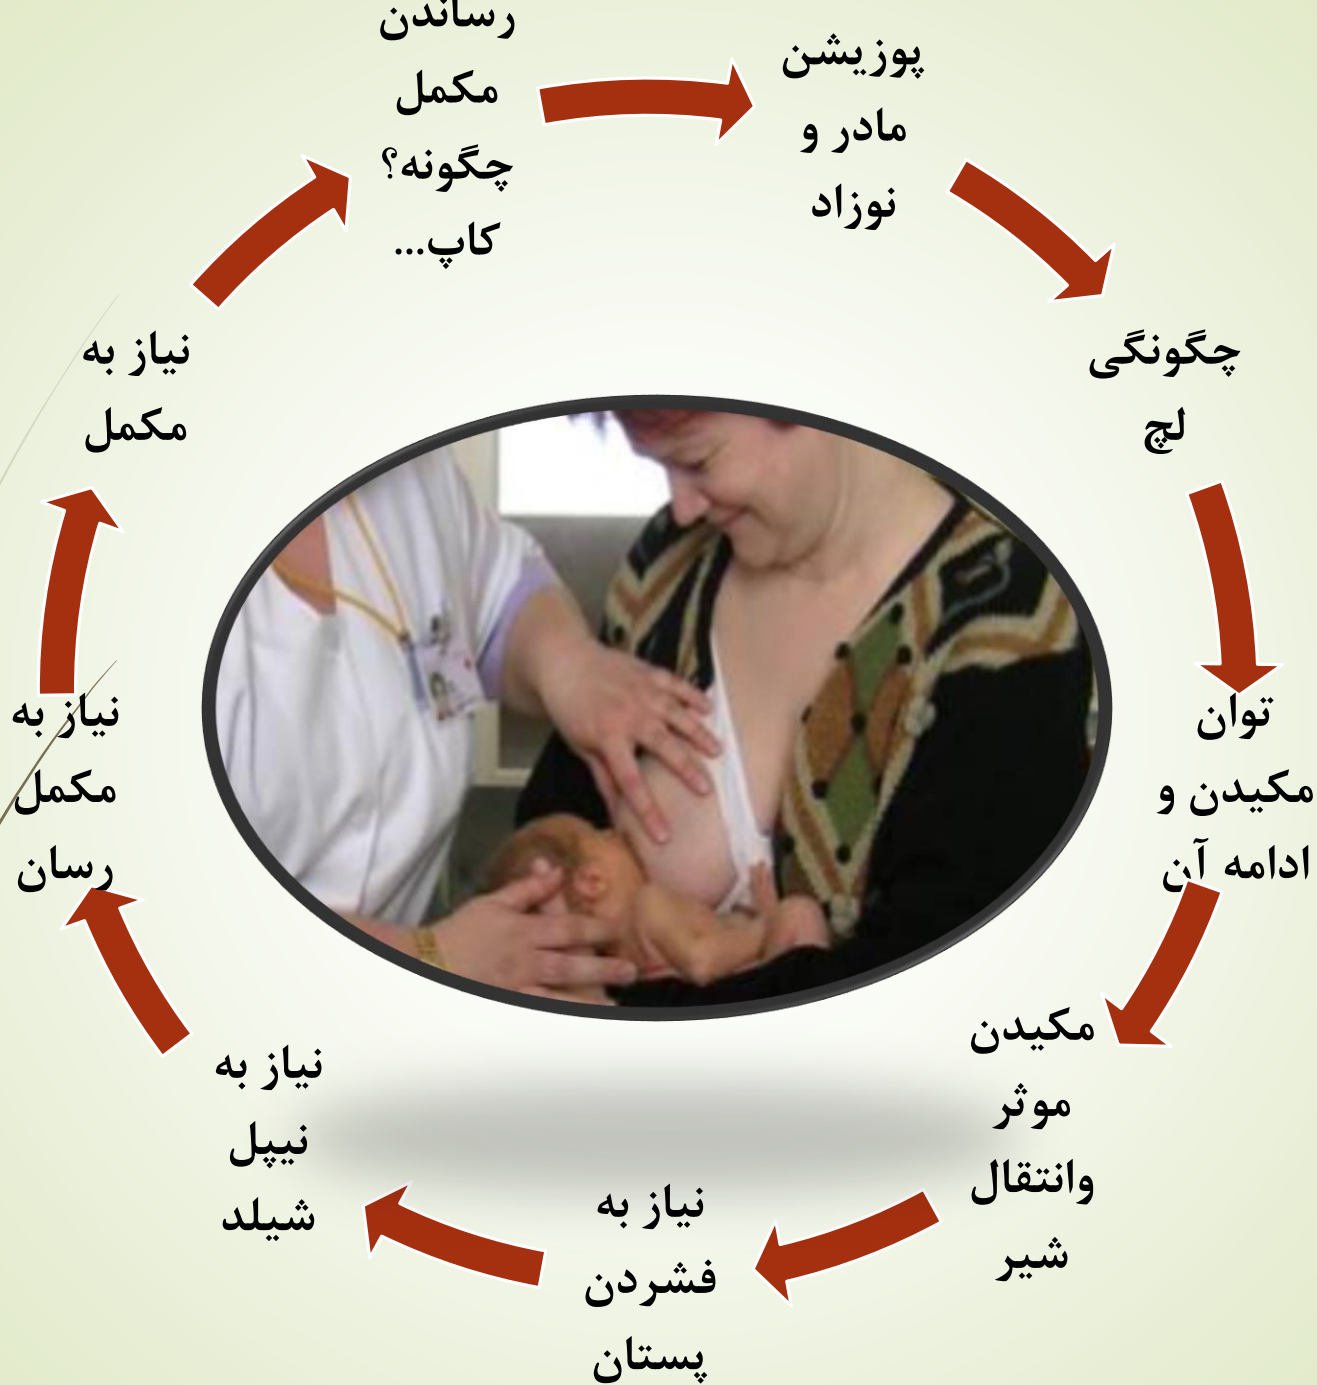 رساندن
مکمل
چگونه؟
کاپ...
پوزیشن
مادر و
نوزاد
چگونگی
لچ
توان
مکیدن و
ادامه آن
مکیدن
موثر
وانتقال
شیر
نیاز به
فشردن
پستان
نیاز به
نیپل
شیلد
نیاز به
مکمل
رسان
نیاز به
مکمل